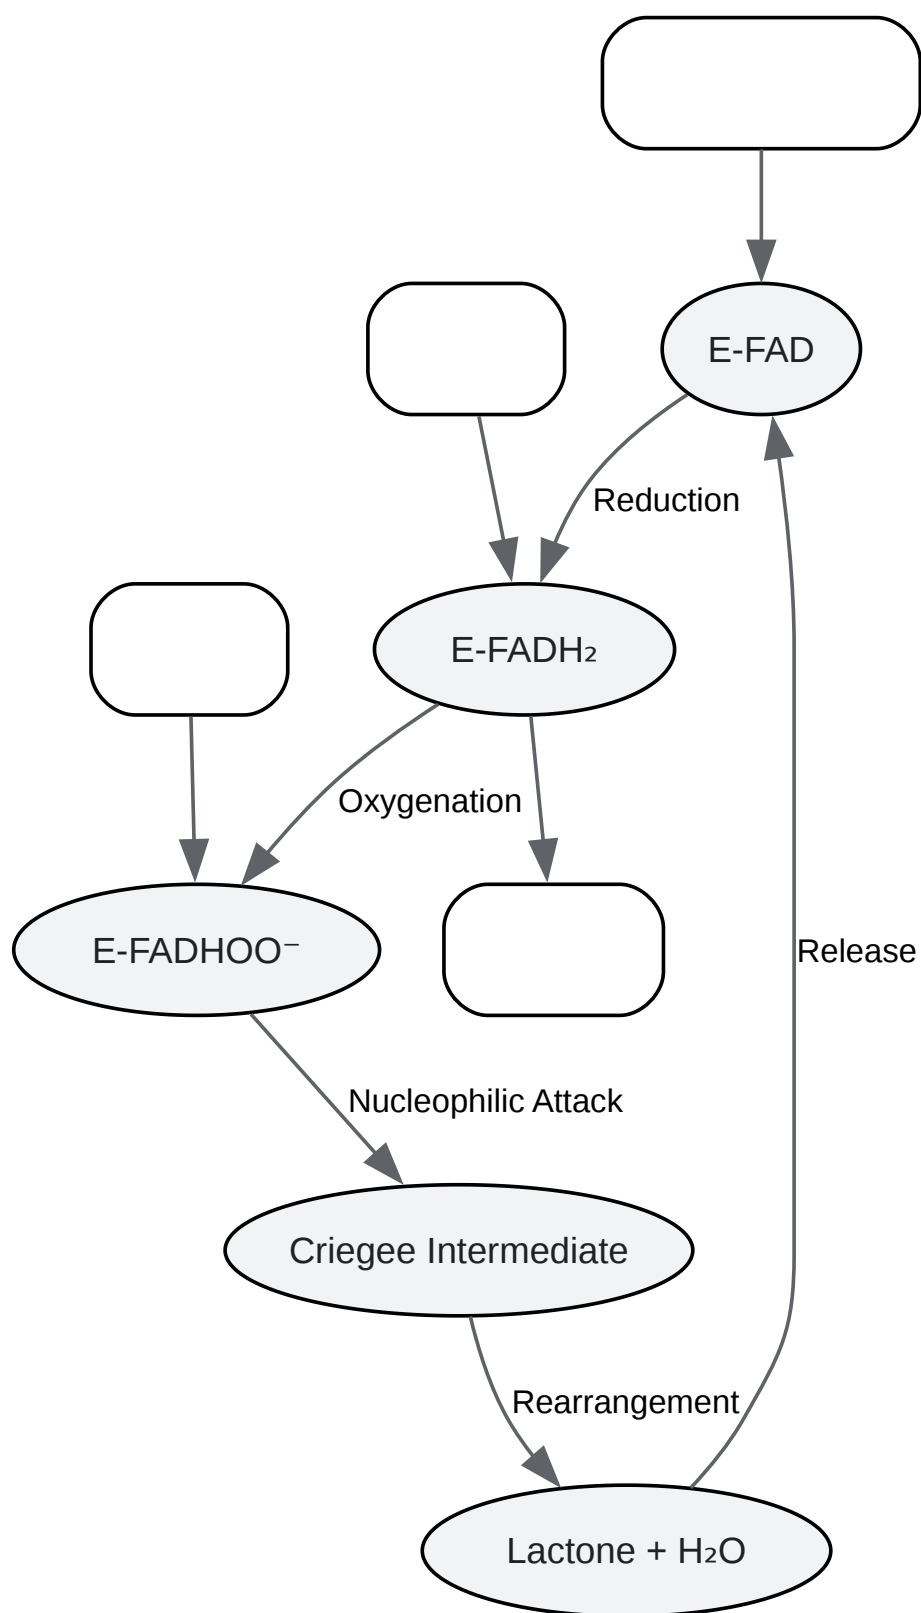 E-FAD
Reduction
E-FADH₂
Oxygenation
E-FADHOO⁻
Release
Nucleophilic Attack
Criegee Intermediate
Rearrangement
Lactone + H₂O